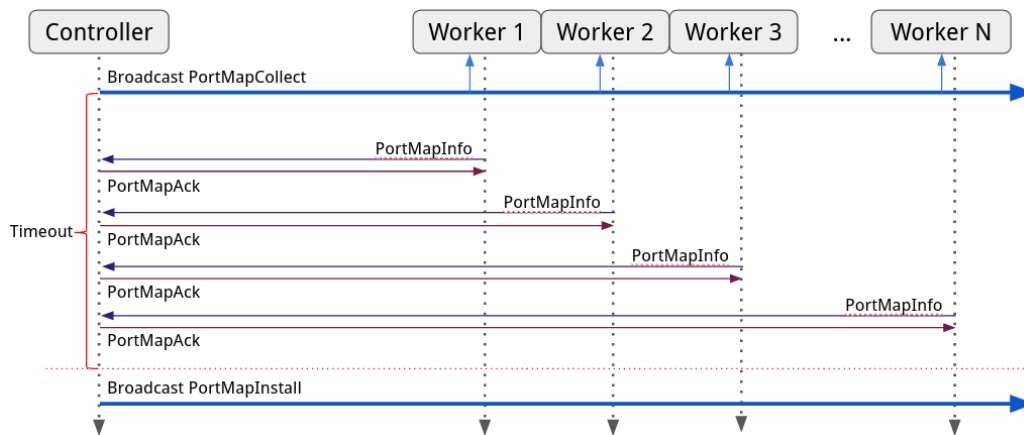 Controller
Worker 1
Worker 2
Worker 3
...
Worker N
Broadcast PortMapCollect
PortMapInfo
PortMapAck
PortMapInfo
Timeout
PortMapAck
PortMapInfo
PortMapAck
PortMapInfo
PortMapAck
Broadcast PortMapInstall